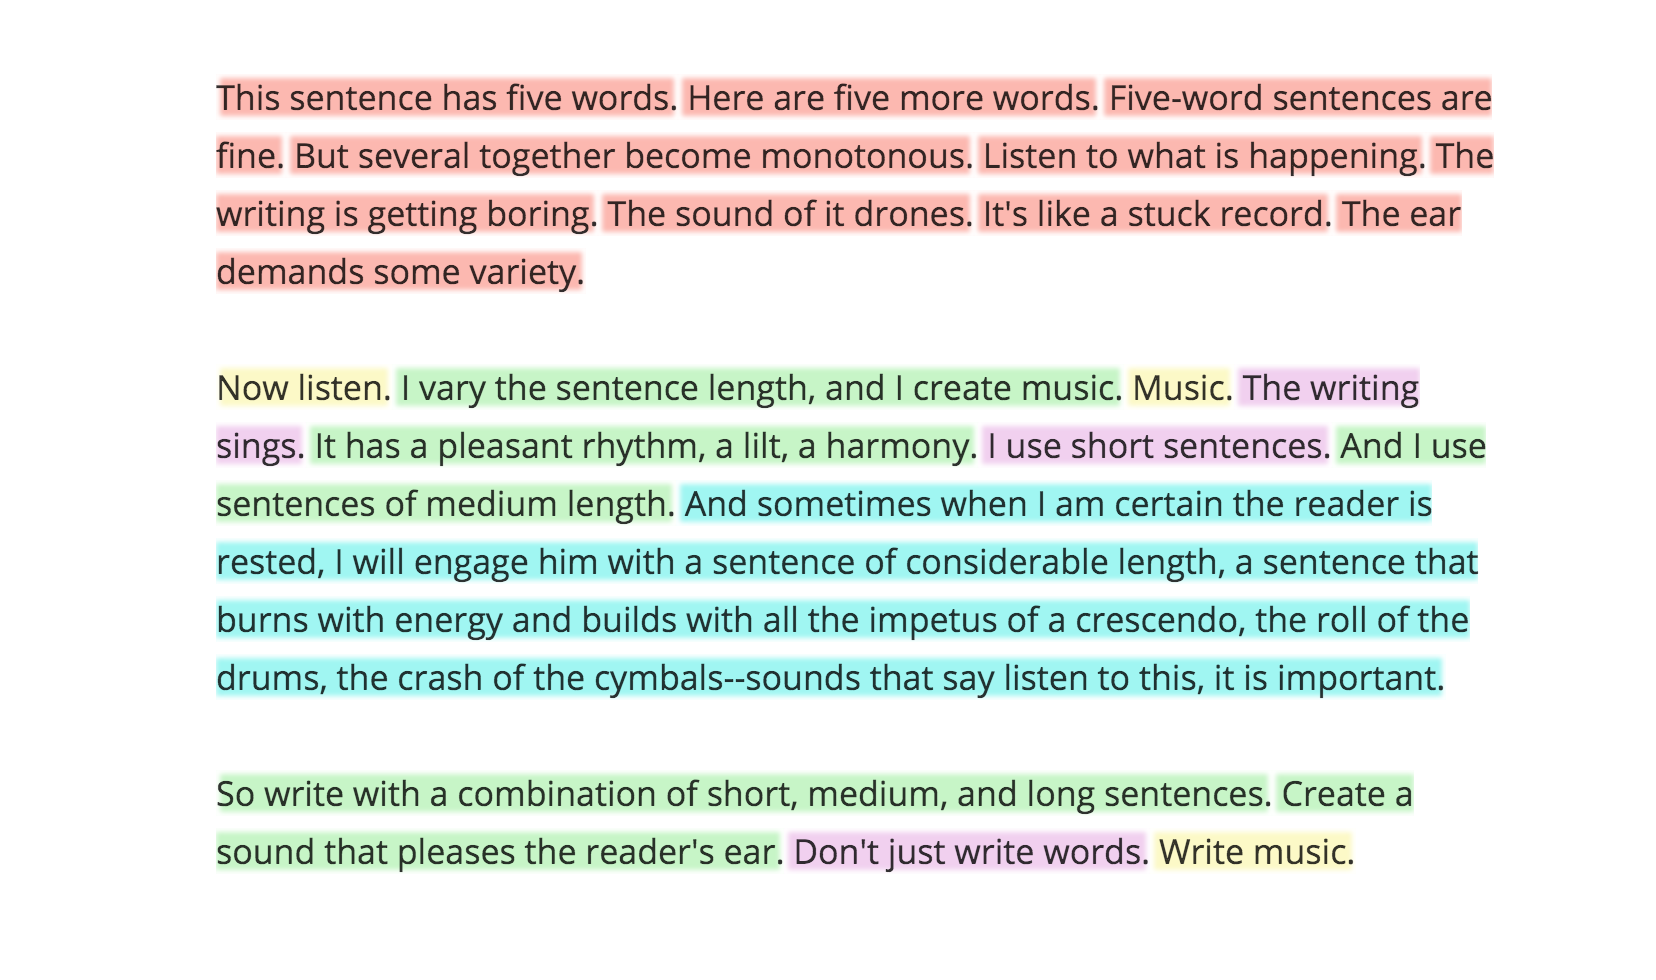 This sentence has five words. Here are five more words. Five-word sentences are
fine. But several together become monotonous. Listen to what is happening. The
writing is getting boring. The sound of it drones. It's like a stuck record. The ear
demands some variety.
Now listen. I vary the sentence length, and I create music. Music. The writing
sings. It has a pleasant rhythm, a lilt, a harmony. I use short sentences. And I use
sentences of medium length. And sometimes when I am certain the reader is
rested, I will engage him with a sentence of considerable length, a sentence that
burns with energy and builds with all the impetus of a crescendo, the roll of the
drums, the crash of the cymbals--sounds that say listen to this, it is important.
So write with a combination of short, medium, and long sentences. Create a
sound that pleases the reader's ear. Don't just write words. Write music.